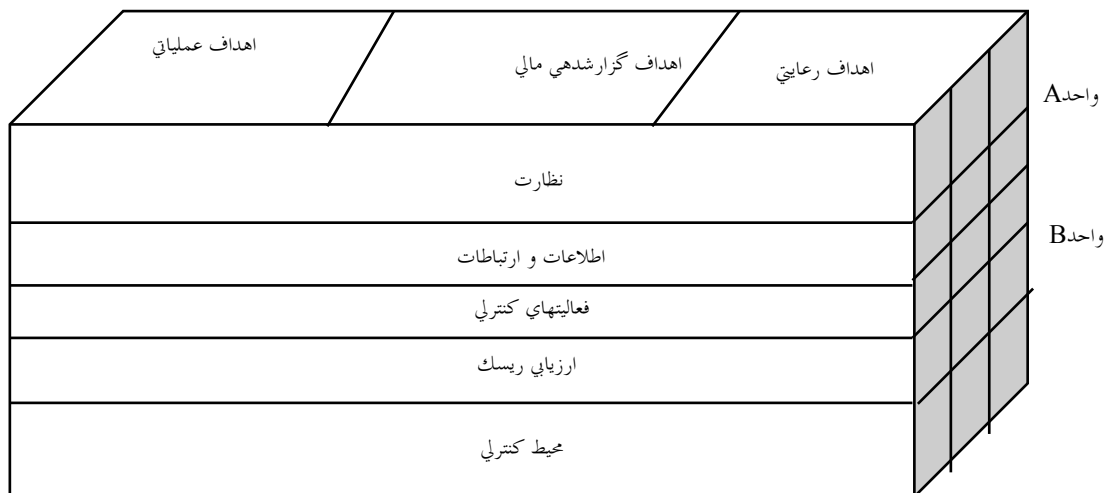 اهداف عملياتي
اهداف گزارشدهي مالي
اهداف رعايتي
واحدA
نظارت
واحدB
اطلاعات و ارتباطات
فعاليتهاي كنترلي
ارزيابي ريسك
محيط كنترلي